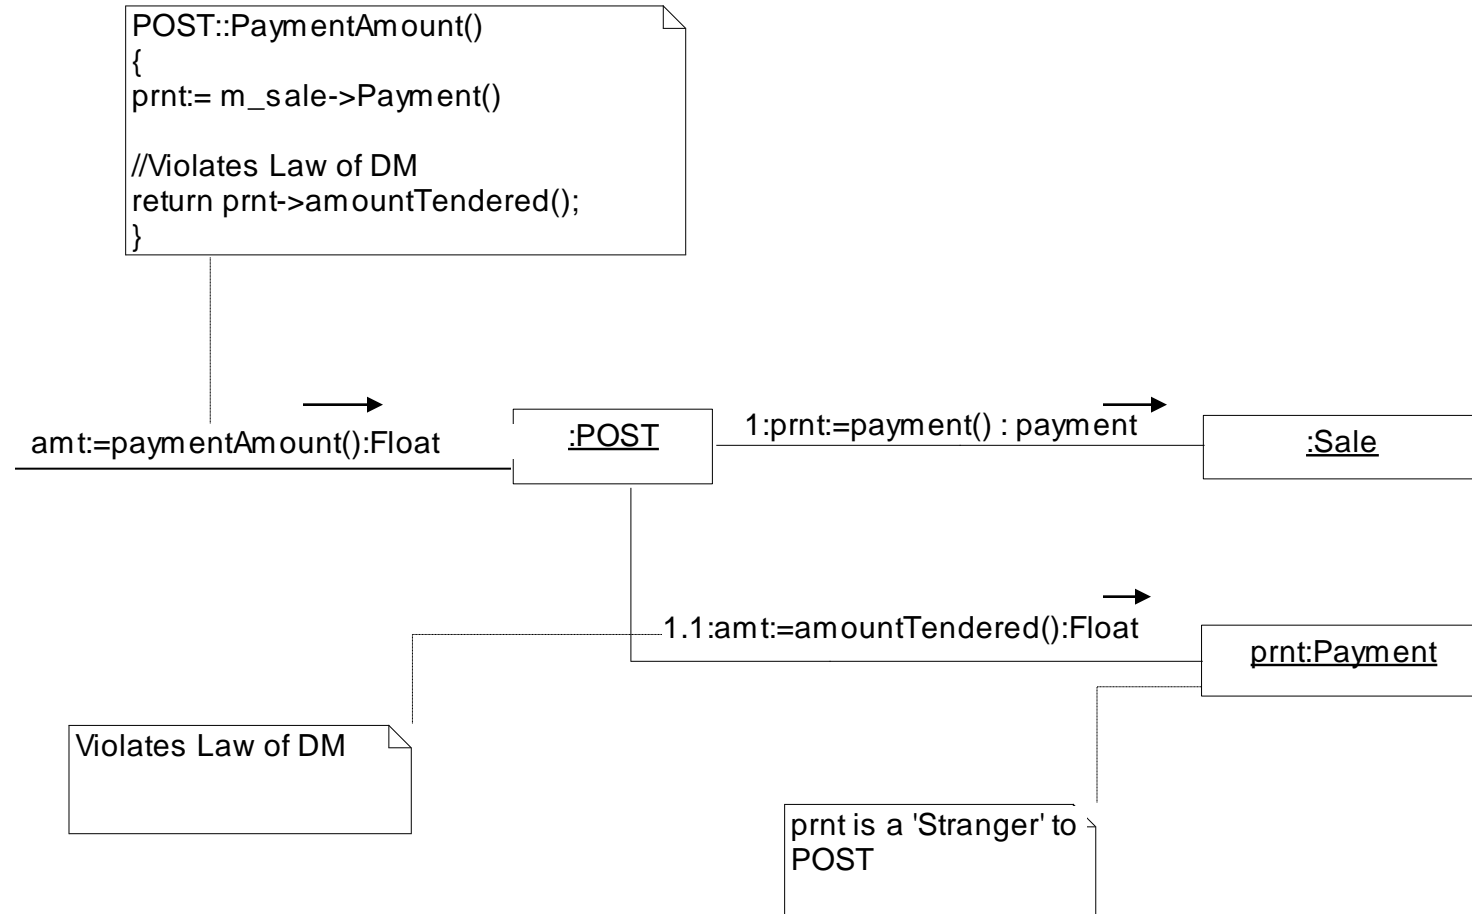 POST::PaymentAmount()
{
prnt:= m_sale->Payment()
//Violates Law of DM
return prnt->amountTendered();
}
amt:=paymentAmount():Float
:POST
1:prnt:=payment() : payment
:Sale
1.1:amt:=amountTendered():Float
prnt:Payment
Violates Law of DM
prnt is a 'Stranger' to
POST